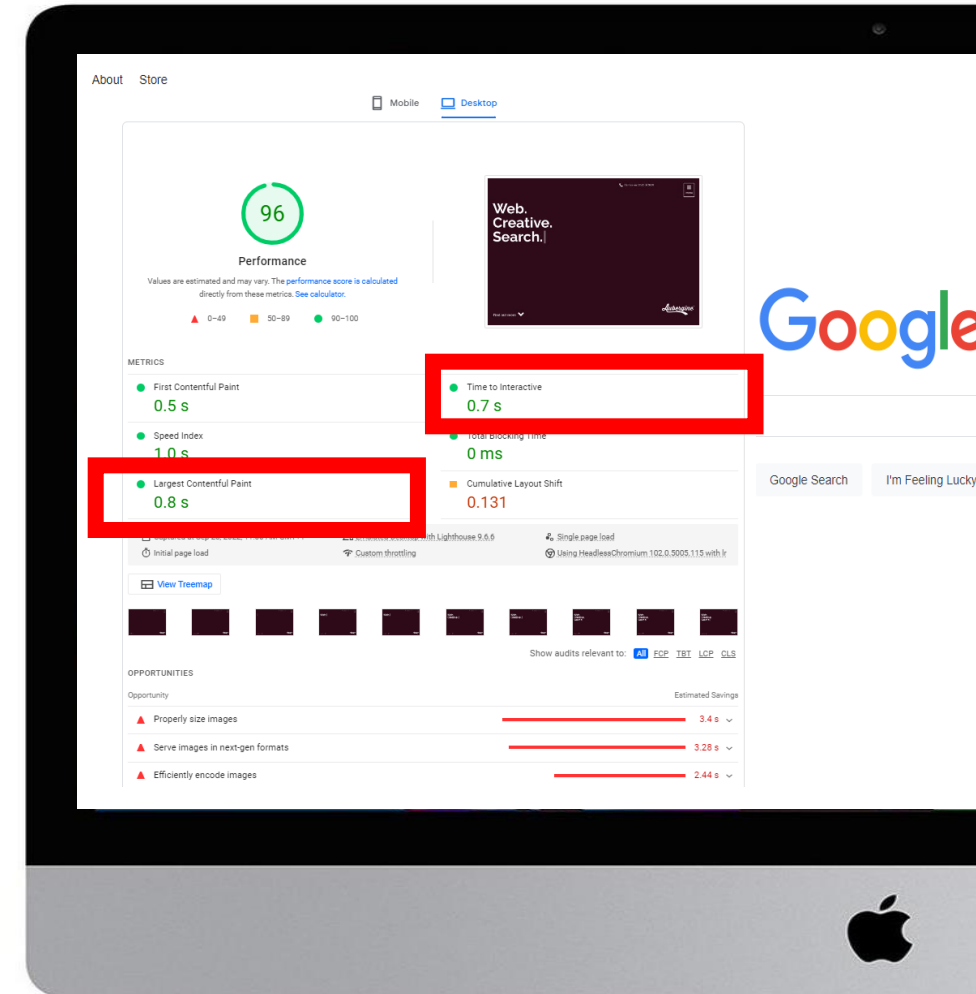 About Store
Mobile Desktop
96
Performance
Values are estimated and may vary. The performance score is calculated
directly from these metrics. See calculator.
0–49 50–89 90–100
Web.
Creative.
Search.
Aubergine
METRICS
First Contentful Paint
0.5 s
Time to Interactive
0.7 s
Speed Index
1.0 s
Total Blocking Time
0 ms
Largest Contentful Paint
0.8 s
Cumulative Layout Shift
0.131
with Lighthouse 9.6.6
Single page load
Initial page load
Custom throttling
Using HeadlessChromium 102.0.5005.115 with lr
View Treemap
Show audits relevant to: All FCP TBT LCP CLS
OPPORTUNITIES
Opportunity Estimated Savings
Properly size images 3.4 s
Serve images in next-gen formats 3.28 s
Efficiently encode images 2.44 s
Google
Google Search I'm Feeling Lucky